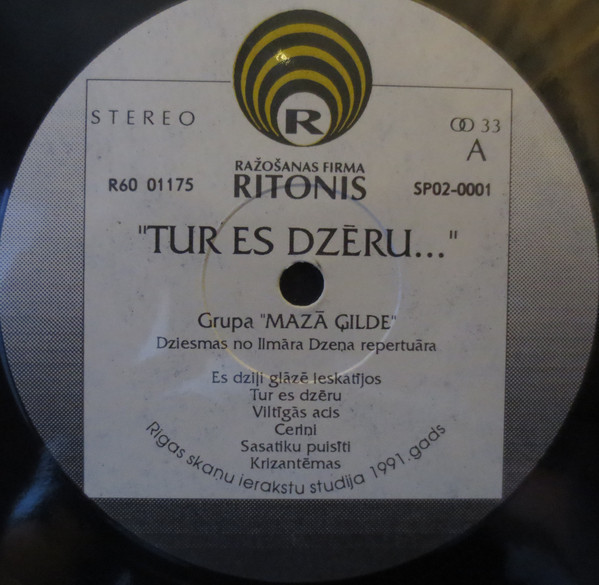 R
STEREO
ꝏ 33
A
RAŽOŠANAS FIRMA
RITONIS
R60 01175
SP02-0001
"TUR ES DZĒRU..."
Grupa "MAZĀ ĢILDE"
Dziesmas no Ilmāra Dzeņa repertuāra
Es dziļi glāzē ieskatījos
Tur es dzēru
Viltīgās acis
Ceriņi
Sasatiku puisīti
Krizantēmas
Rīgas skaņu ierakstu studija 1991.gads